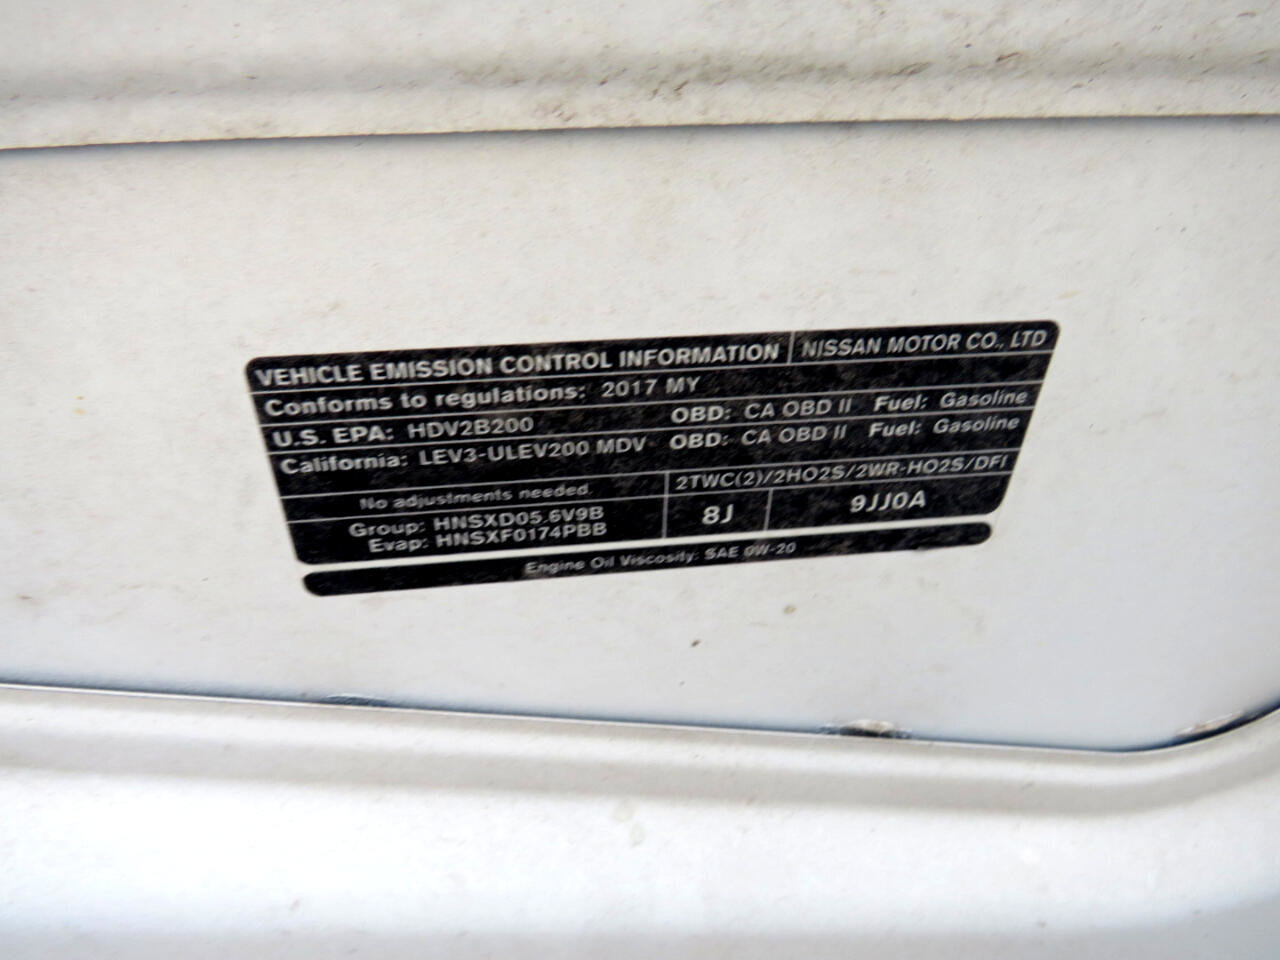 VEHICLE EMISSION CONTROL INFORMATION NISSAN MOTOR CO., LTD
Conforms to regulations: 2017 MY
U.S. EPA: HDV2B200 OBD: CA OBD II Fuel: Gasoline
California: LEV3-ULEV200 MDV OBD: CA OBD II Fuel: Gasoline
No adjustments needed. 2TWC(2)/2HO2S/2WR-HO2S/DFI
Group: HNSXD05.6V9B 8J 9JJ0A
Evap: HNSXF0174PBB
Engine Oil Viscosity: SAE 0W-20